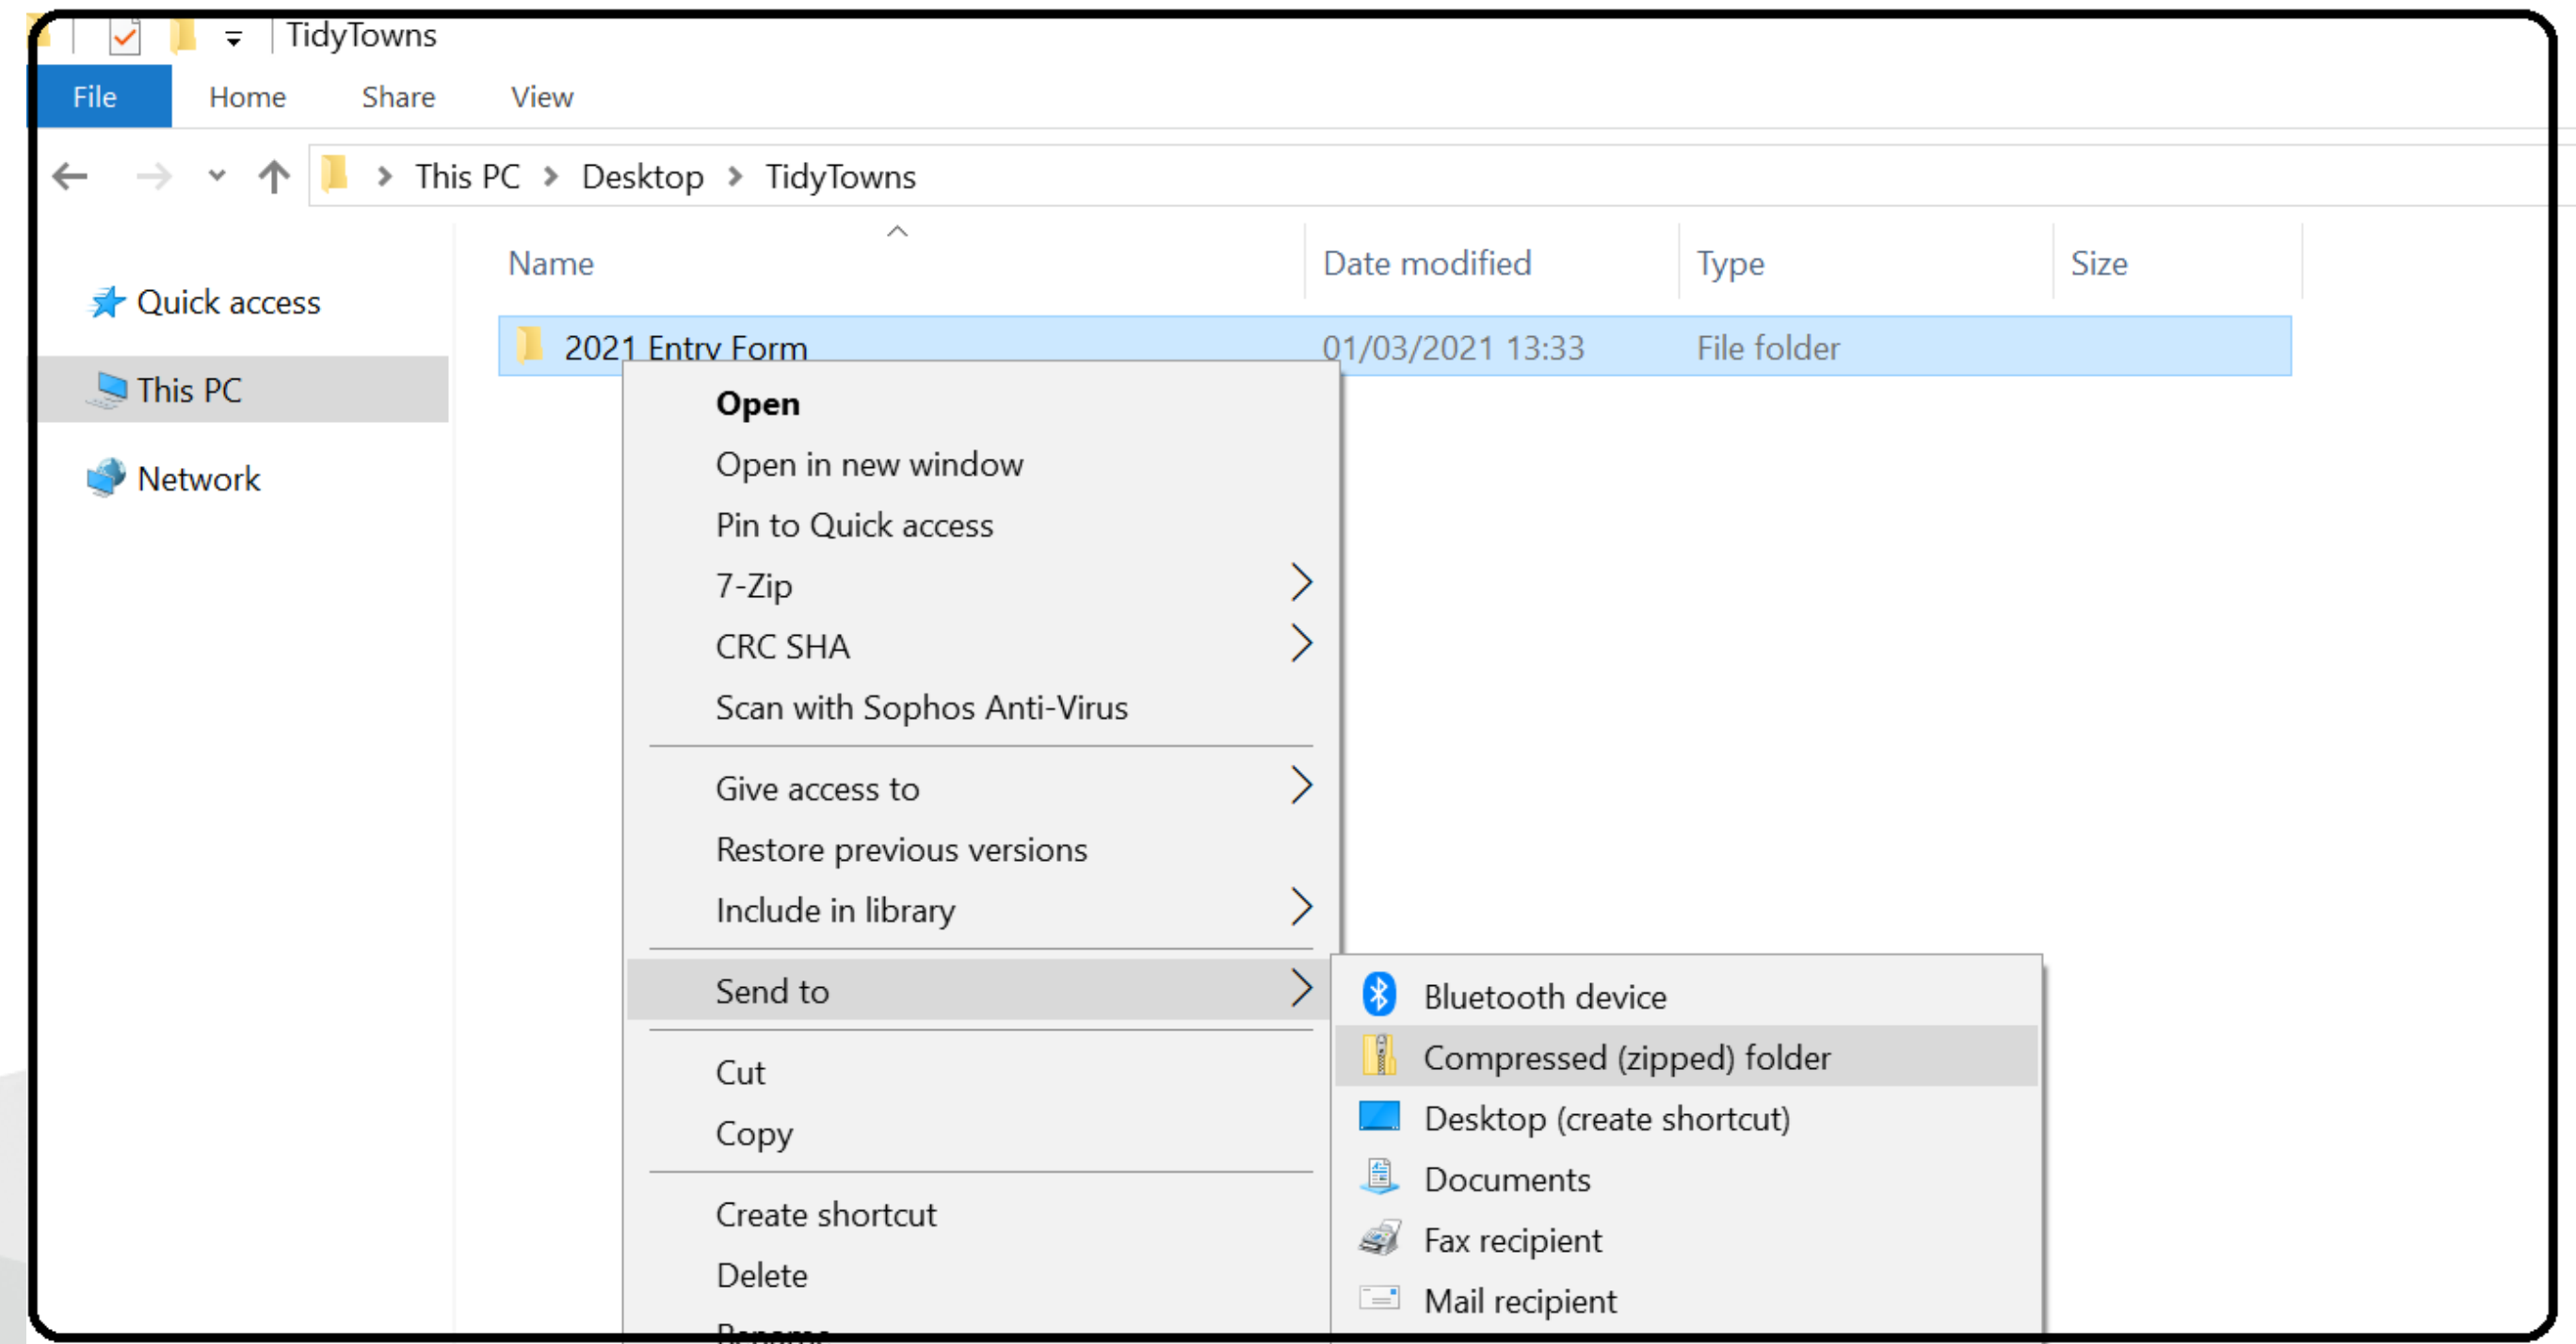 TidyTowns
File Home Share View
This PC Desktop TidyTowns
Name Date modified Type Size
Quick access
This PC
Network
2021 Entry Form 01/03/2021 13:33 File folder
Open
Open in new window
Pin to Quick access
7-Zip
CRC SHA
Scan with Sophos Anti-Virus
Give access to
Restore previous versions
Include in library
Send to
Cut
Copy
Create shortcut
Delete
Bluetooth device
Compressed (zipped) folder
Desktop (create shortcut)
Documents
Fax recipient
Mail recipient